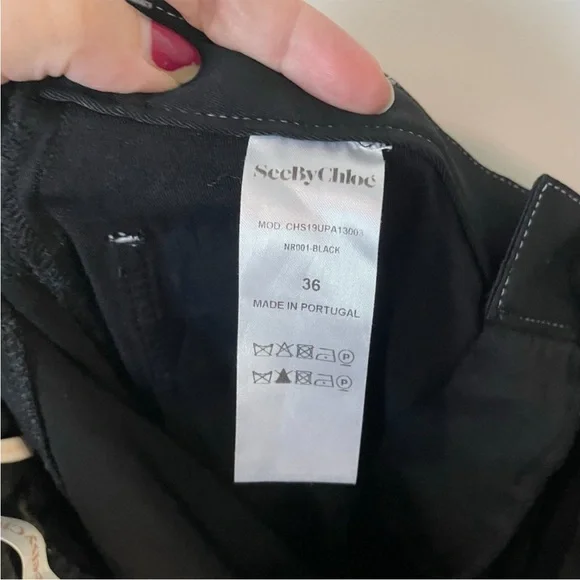 SeeByChloé
MOD. CHS19UPA13003
NR001-BLACK
36
MADE IN PORTUGAL
P
P